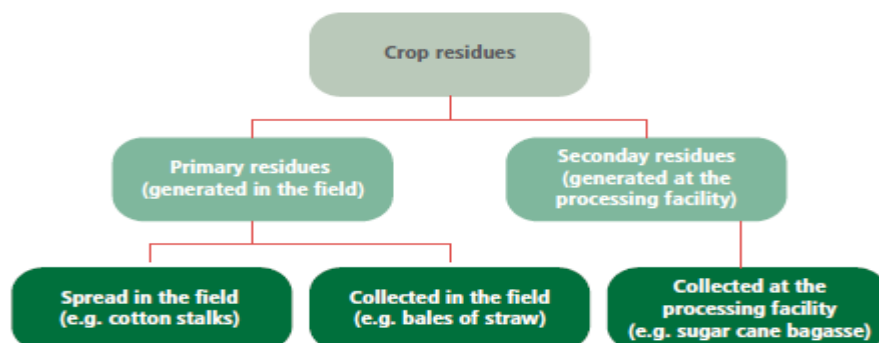 Crop residues
Primary residues
(generated in the field)
Seconday residues
(generated at the
processing facility)
Spread in the field
(e.g. cotton stalks)
Collected in the field
(e.g. bales of straw)
Collected at the
processing facility
(e.g. sugar cane bagasse)